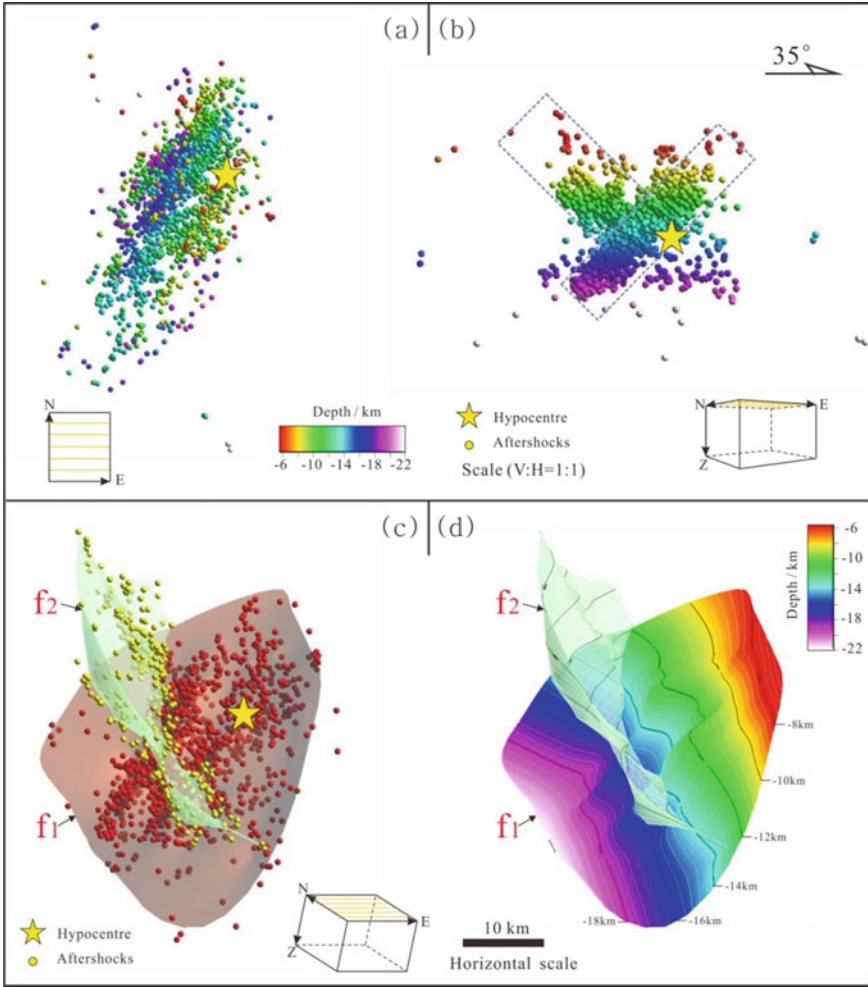 (a) (b)
35°
N
E
Depth / km
-6 -10 -14 -18 -22
Hypocentre
Aftershocks
Scale (V:H=1:1)
N
E
Z
(c) (d)
f2
f1
N
E
Z
Hypocentre
Aftershocks
f2
f1
Depth / km
-6
-10
-14
-18
-22
-8km
-10km
-12km
-14km
-16km
-18km
10 km
Horizontal scale